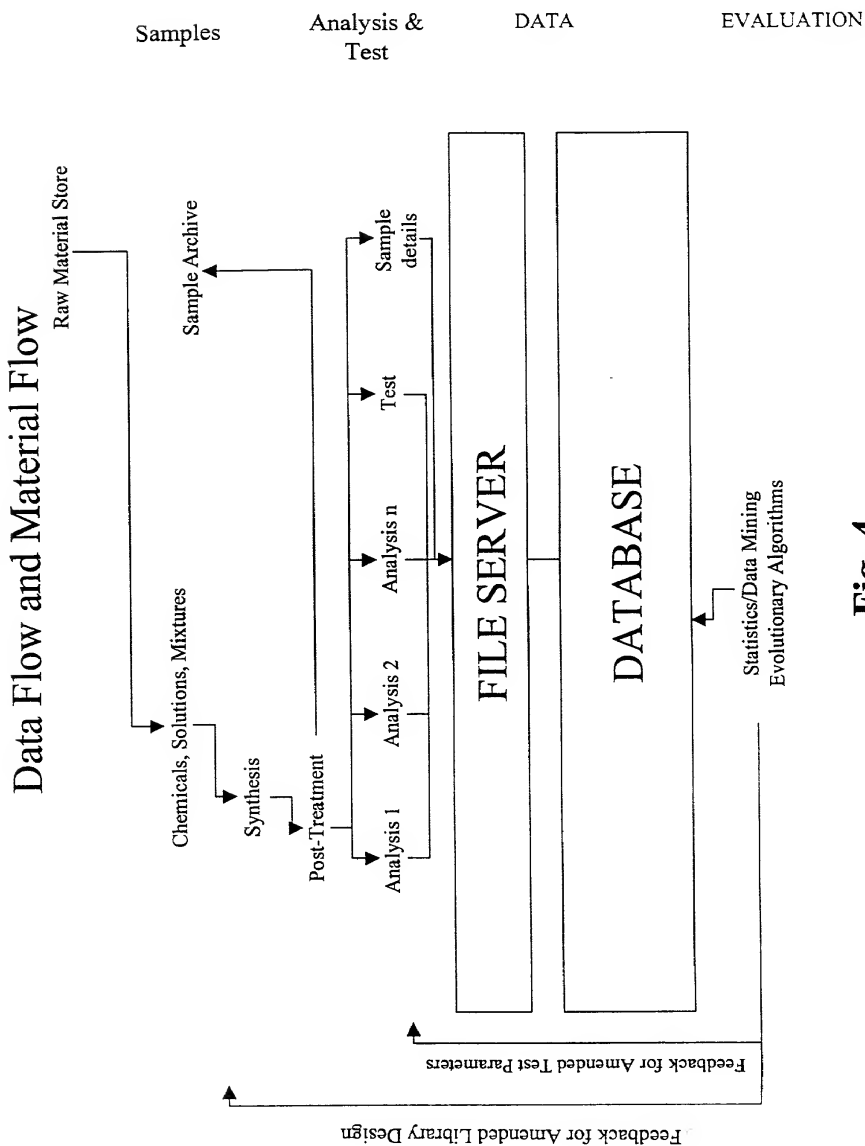 Data Flow and Material Flow
Raw Material Store
Samples
Chemicals, Solutions, Mixtures
Sample Archive
Synthesis
Post-Treatment
Analysis &
Test
Analysis 1
Analysis 2
Analysis n
Test
Sample
details
DATA
FILE SERVER
DATABASE
EVALUATION
Statistics/Data Mining
Evolutionary Algorithms
Feedback for Amended Test Parameters
Feedback for Amended Library Design